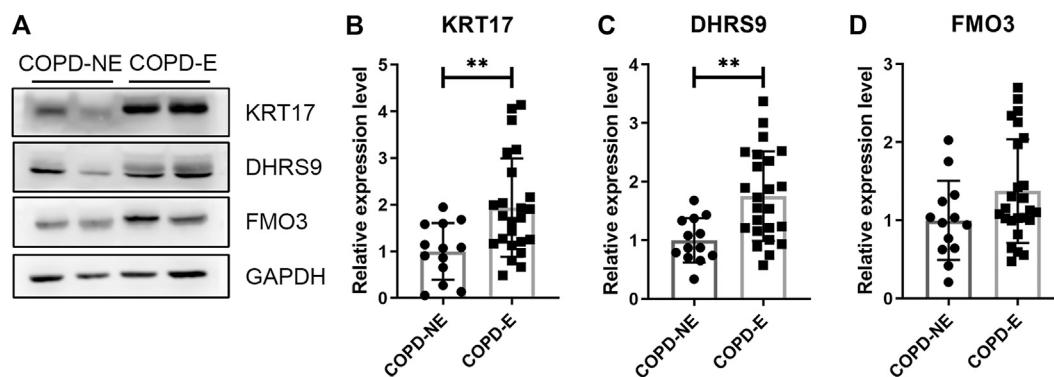 A
COPD-NE COPD-E
KRT17
DHRS9
FMO3
GAPDH
B
KRT17
**
Relative expression level
5
4
3
2
1
0
COPD-NE
COPD-E
C
DHRS9
**
Relative expression level
4
3
2
1
0
COPD-NE
COPD-E
D
FMO3
Relative expression level
3
2
1
0
COPD-NE
COPD-E